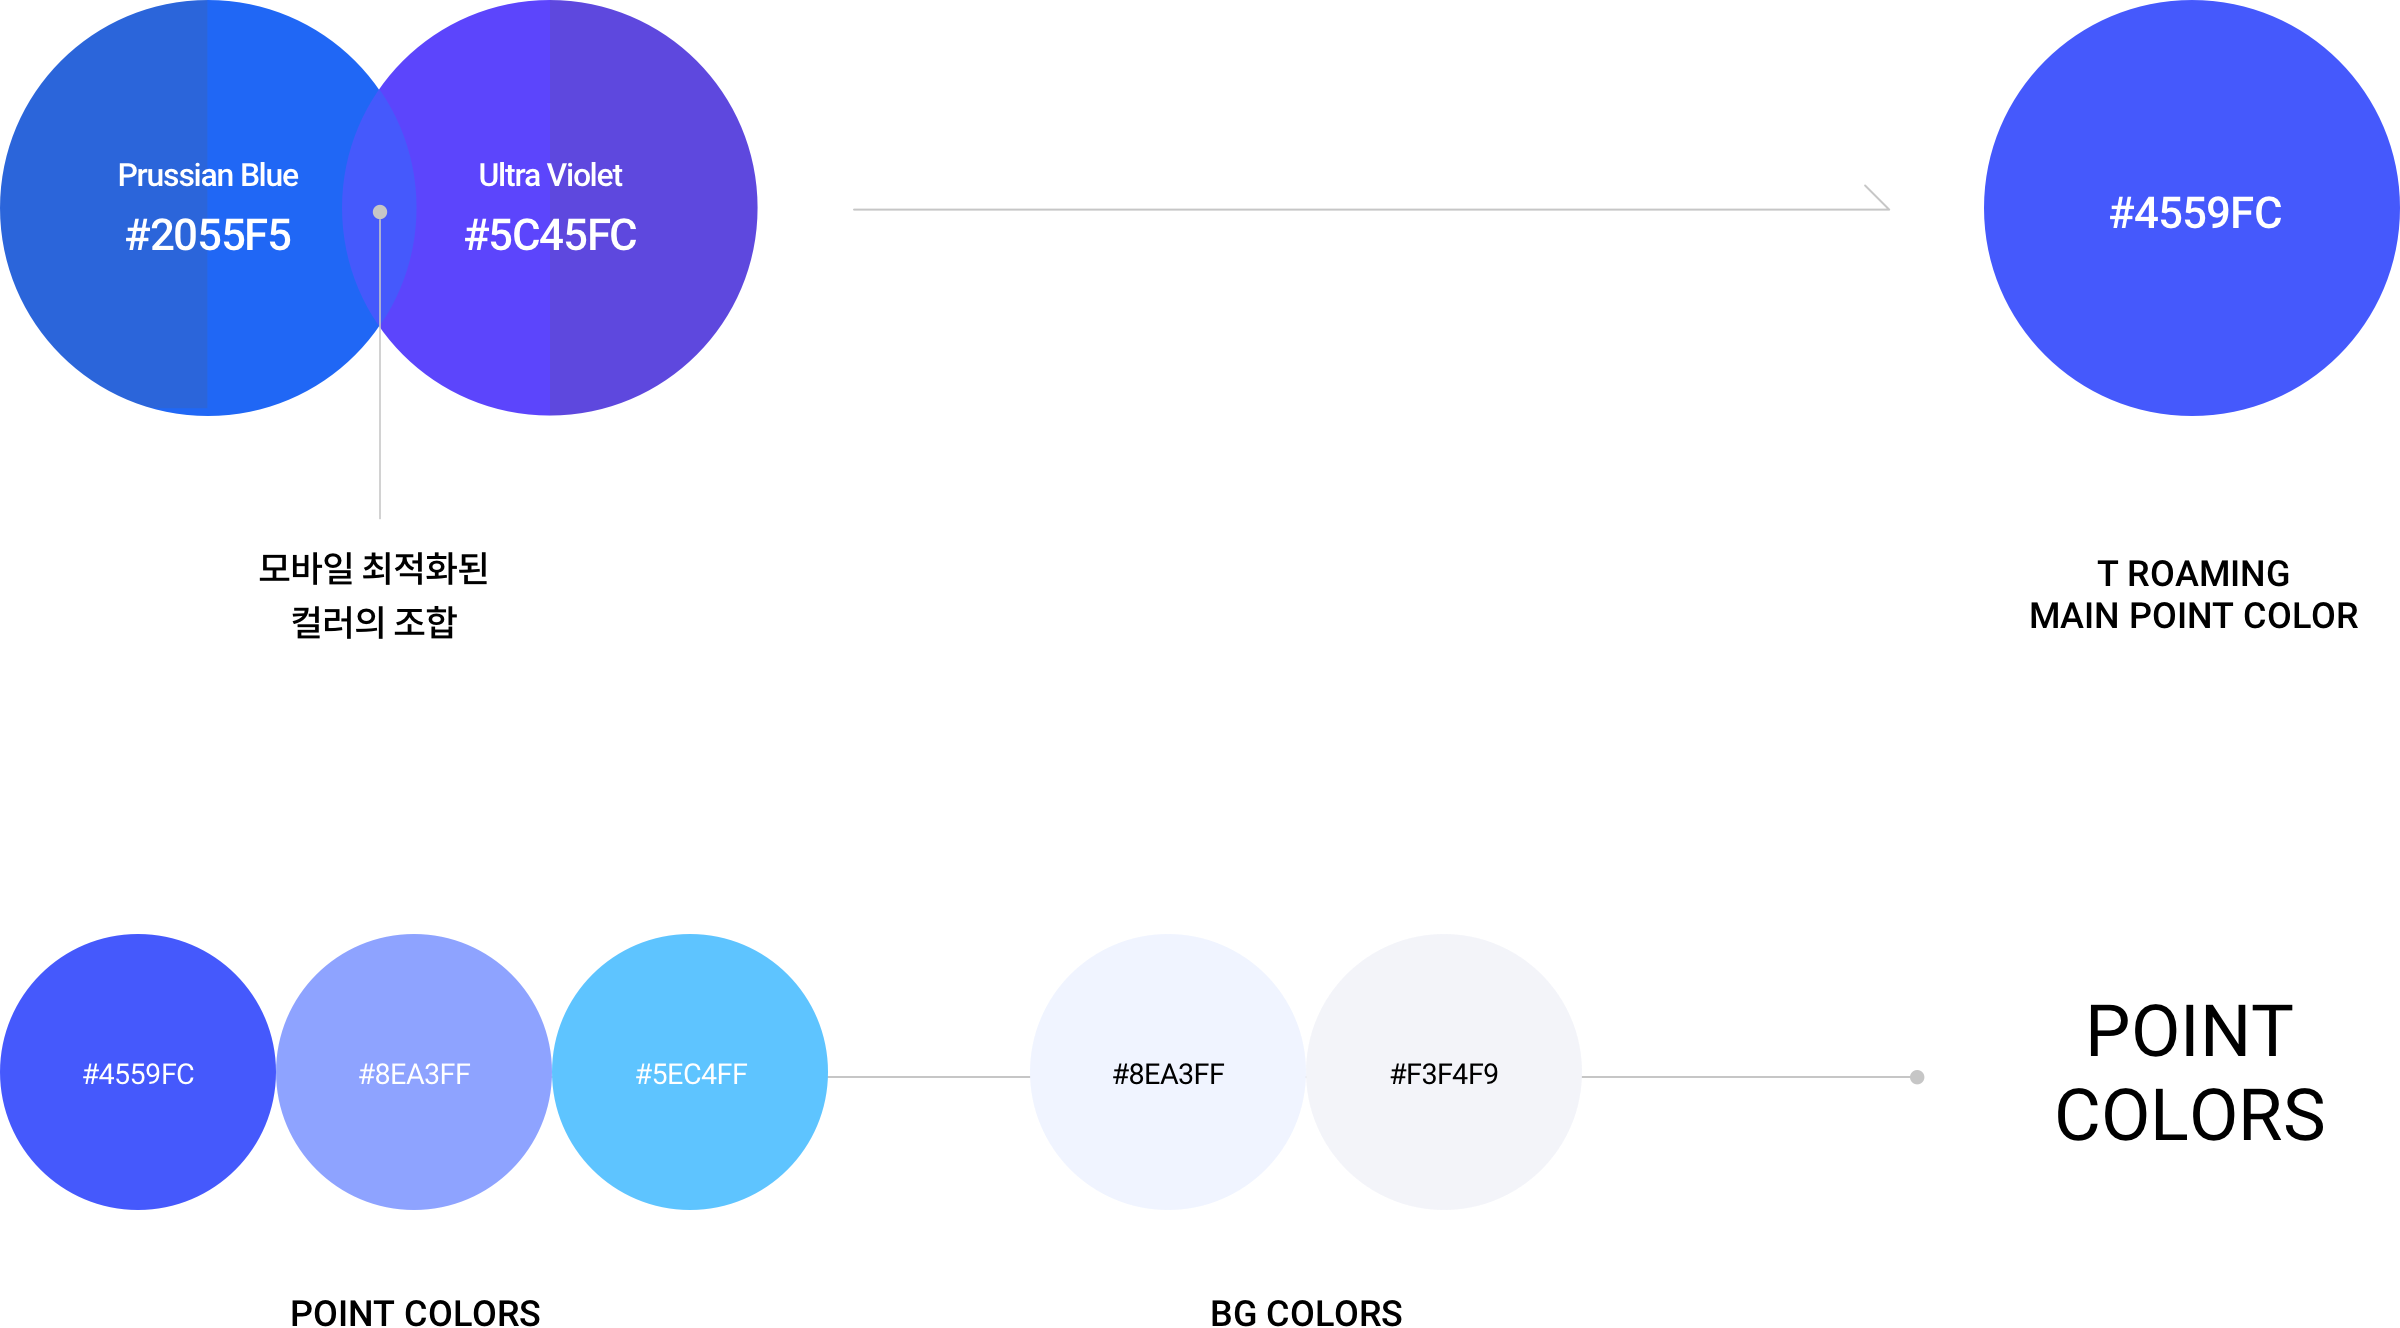 Prussian Blue
#2055F5
Ultra Violet
#5C45FC
#4559FC
모바일 최적화된
컬러의 조합
T ROAMING
MAIN POINT COLOR
#4559FC
#8EA3FF
#5EC4FF
#8EA3FF
#F3F4F9
POINT
COLORS
POINT COLORS
BG COLORS